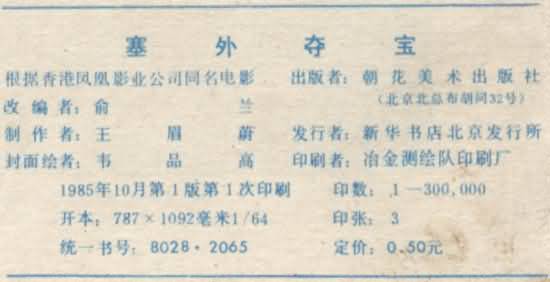 塞外夺宝
根据香港凤凰影业公司同名电影 出版者：朝花美术出版社
（北京北总布胡同32号）
改编者：俞兰
制作者：王眉蔚 发行者：新华书店北京发行所
封面绘者：韦品高 印刷者：冶金测绘队印刷厂
1985年10月第1版第1次印刷 印数：1—300,000
开本：787×1092毫米1/64 印张：3
统一书号：8028·2065 定价：0.50元